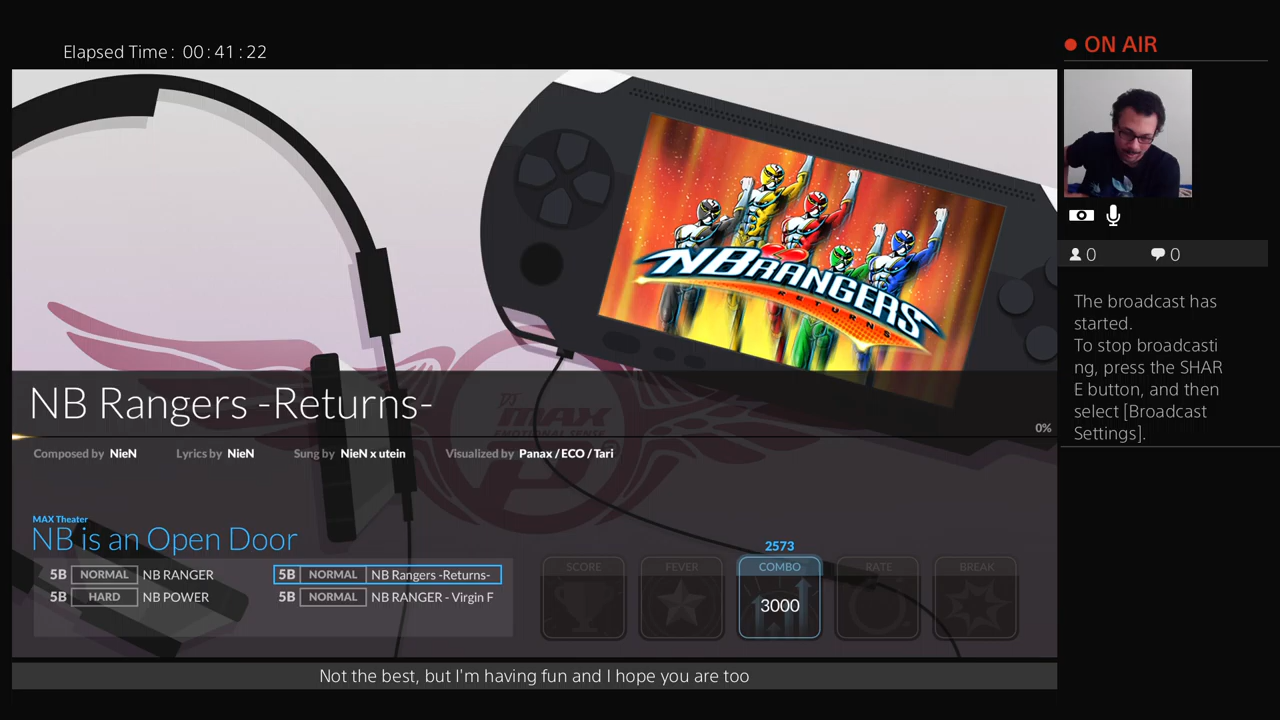 Elapsed Time: 00:41:22
ON AIR
0 0
The broadcast has
started.
To stop broadcasti
ng, press the SHAR
E button, and then
select [Broadcast
Settings].
NB RANGERS
RETURNS
DJ MAX
EMOTIONAL SENSE
P
NB Rangers -Returns-
0%
Composed by NieN Lyrics by NieN Sung by NieN x utein Visualized by Panax / ECO / Tari
MAX Theater
NB is an Open Door
5B NORMAL NB RANGER 5B NORMAL NB Rangers -Returns-
5B HARD NB POWER 5B NORMAL NB RANGER - Virgin F
2573
SCORE FEVER COMBO RATE BREAK
3000
Not the best, but I'm having fun and I hope you are too